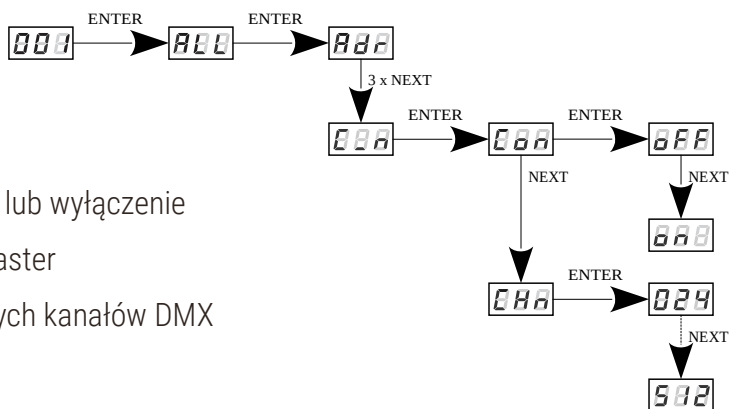 ENTER ENTER
001 ALL Adr
3 x NEXT
ENTER ENTER
C_n Con oFF
NEXT NEXT
lub wyłączenie
on
aster
ENTER
CHn 024
ych kanałów DMX
NEXT
512